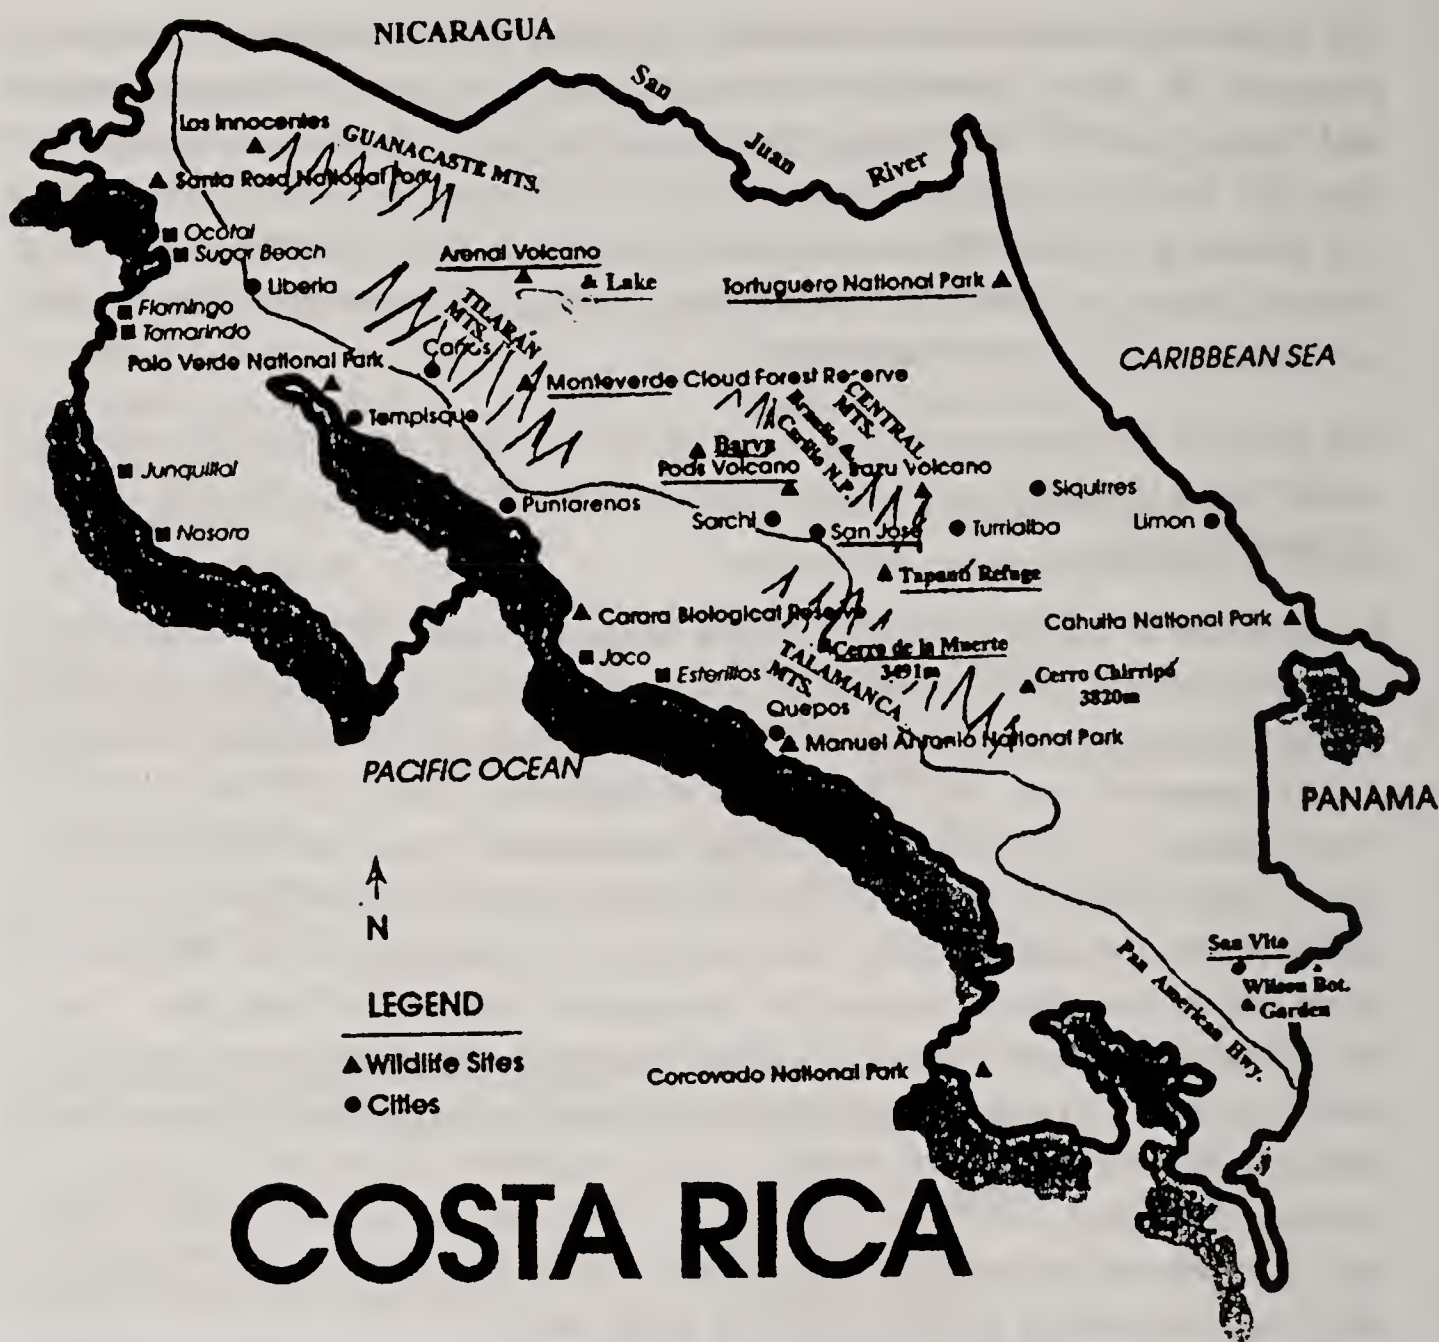 NICARAGUA
San
Juan
River
Los Innocentes
GUANACASTE MTS.
Santa Rosa National Park
Ocotal
Sugar Beach
Arenal Volcano
& Lake
Tortuguero National Park
Liberia
Flamingo
Tamarindo
TILARÁN
MTS.
Cañas
CARIBBEAN SEA
Palo Verde National Park
Monteverde Cloud Forest Reserve
CENTRAL
MTS.
Braulio
Carillo N.P.
Tempisque
Barva
Junquillal
Poás Volcano
Irazu Volcano
Siquirres
Puntarenas
Sarchi
San José
Turrialba
Limon
Nosara
Tapantí Refuge
Carara Biological Reserve
Cahuita National Park
Jaco
Cerro de la Muerte
3491m
TALAMANCA
MTS.
Esterillos
Cerro Chirripó
3820m
Quepos
Manuel Antonio National Park
PACIFIC OCEAN
PANAMA
N
San Vito
Wilson Bot.
Garden
Pan American Hwy.
LEGEND
Wildlife Sites
Cities
Corcovado National Park
COSTA RICA